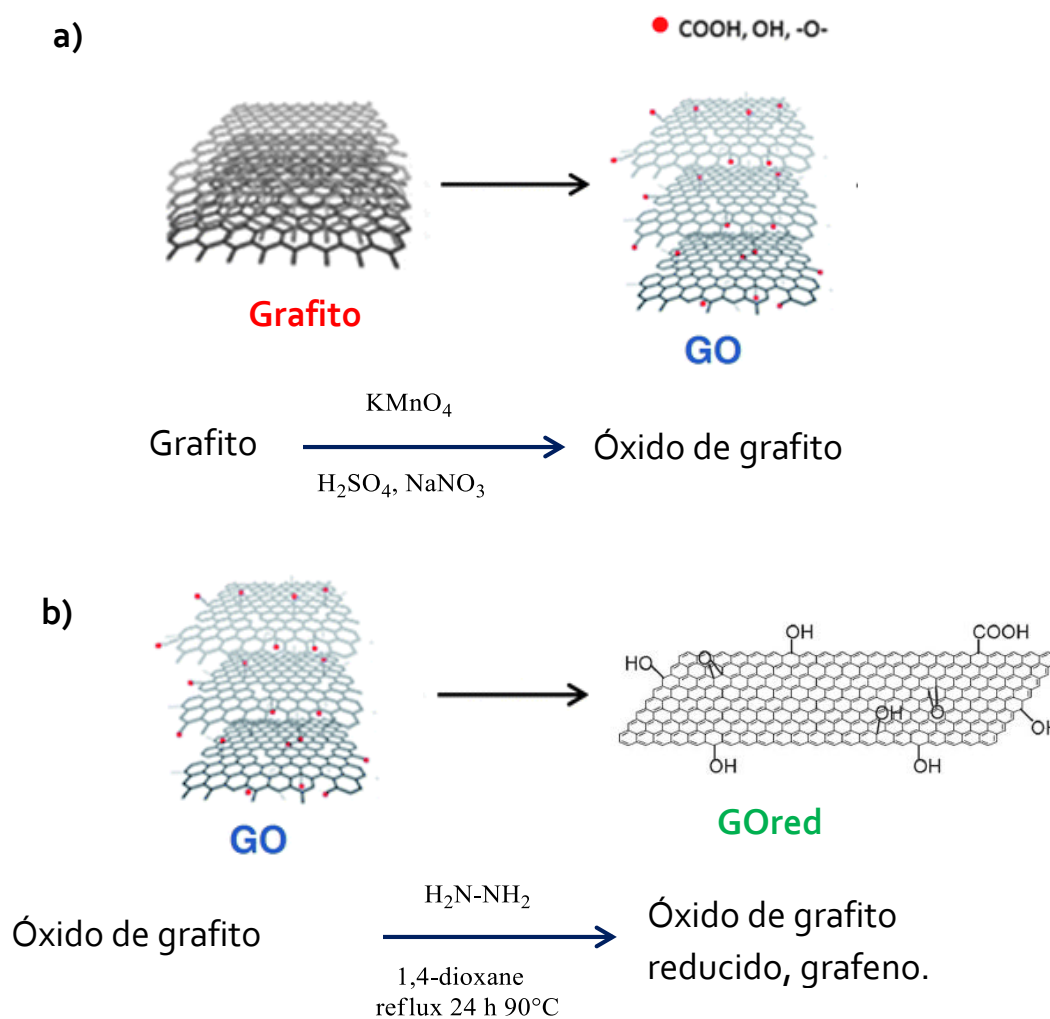 a)
COOH, OH, -O-
Grafito
GO
KMnO4
Grafito
Óxido de grafito
H2SO4, NaNO3
b)
OH
COOH
HO
O
OH
O
OH
OH
OH
GO
GOred
H2N-NH2
Óxido de grafito
Óxido de grafito
reducido, grafeno.
1,4-dioxane
reflux 24 h 90°C